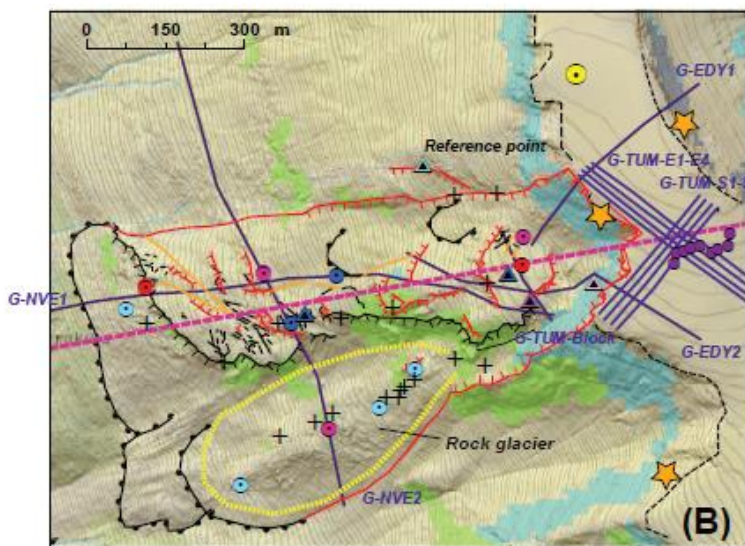 0 150 300 m
G-EDY1
Reference point
G-TUM-E1-E4
G-TUM-S1-
G-NVE1
G-TUM-Block
G-EDY2
Rock glacier
G-NVE2
(B)